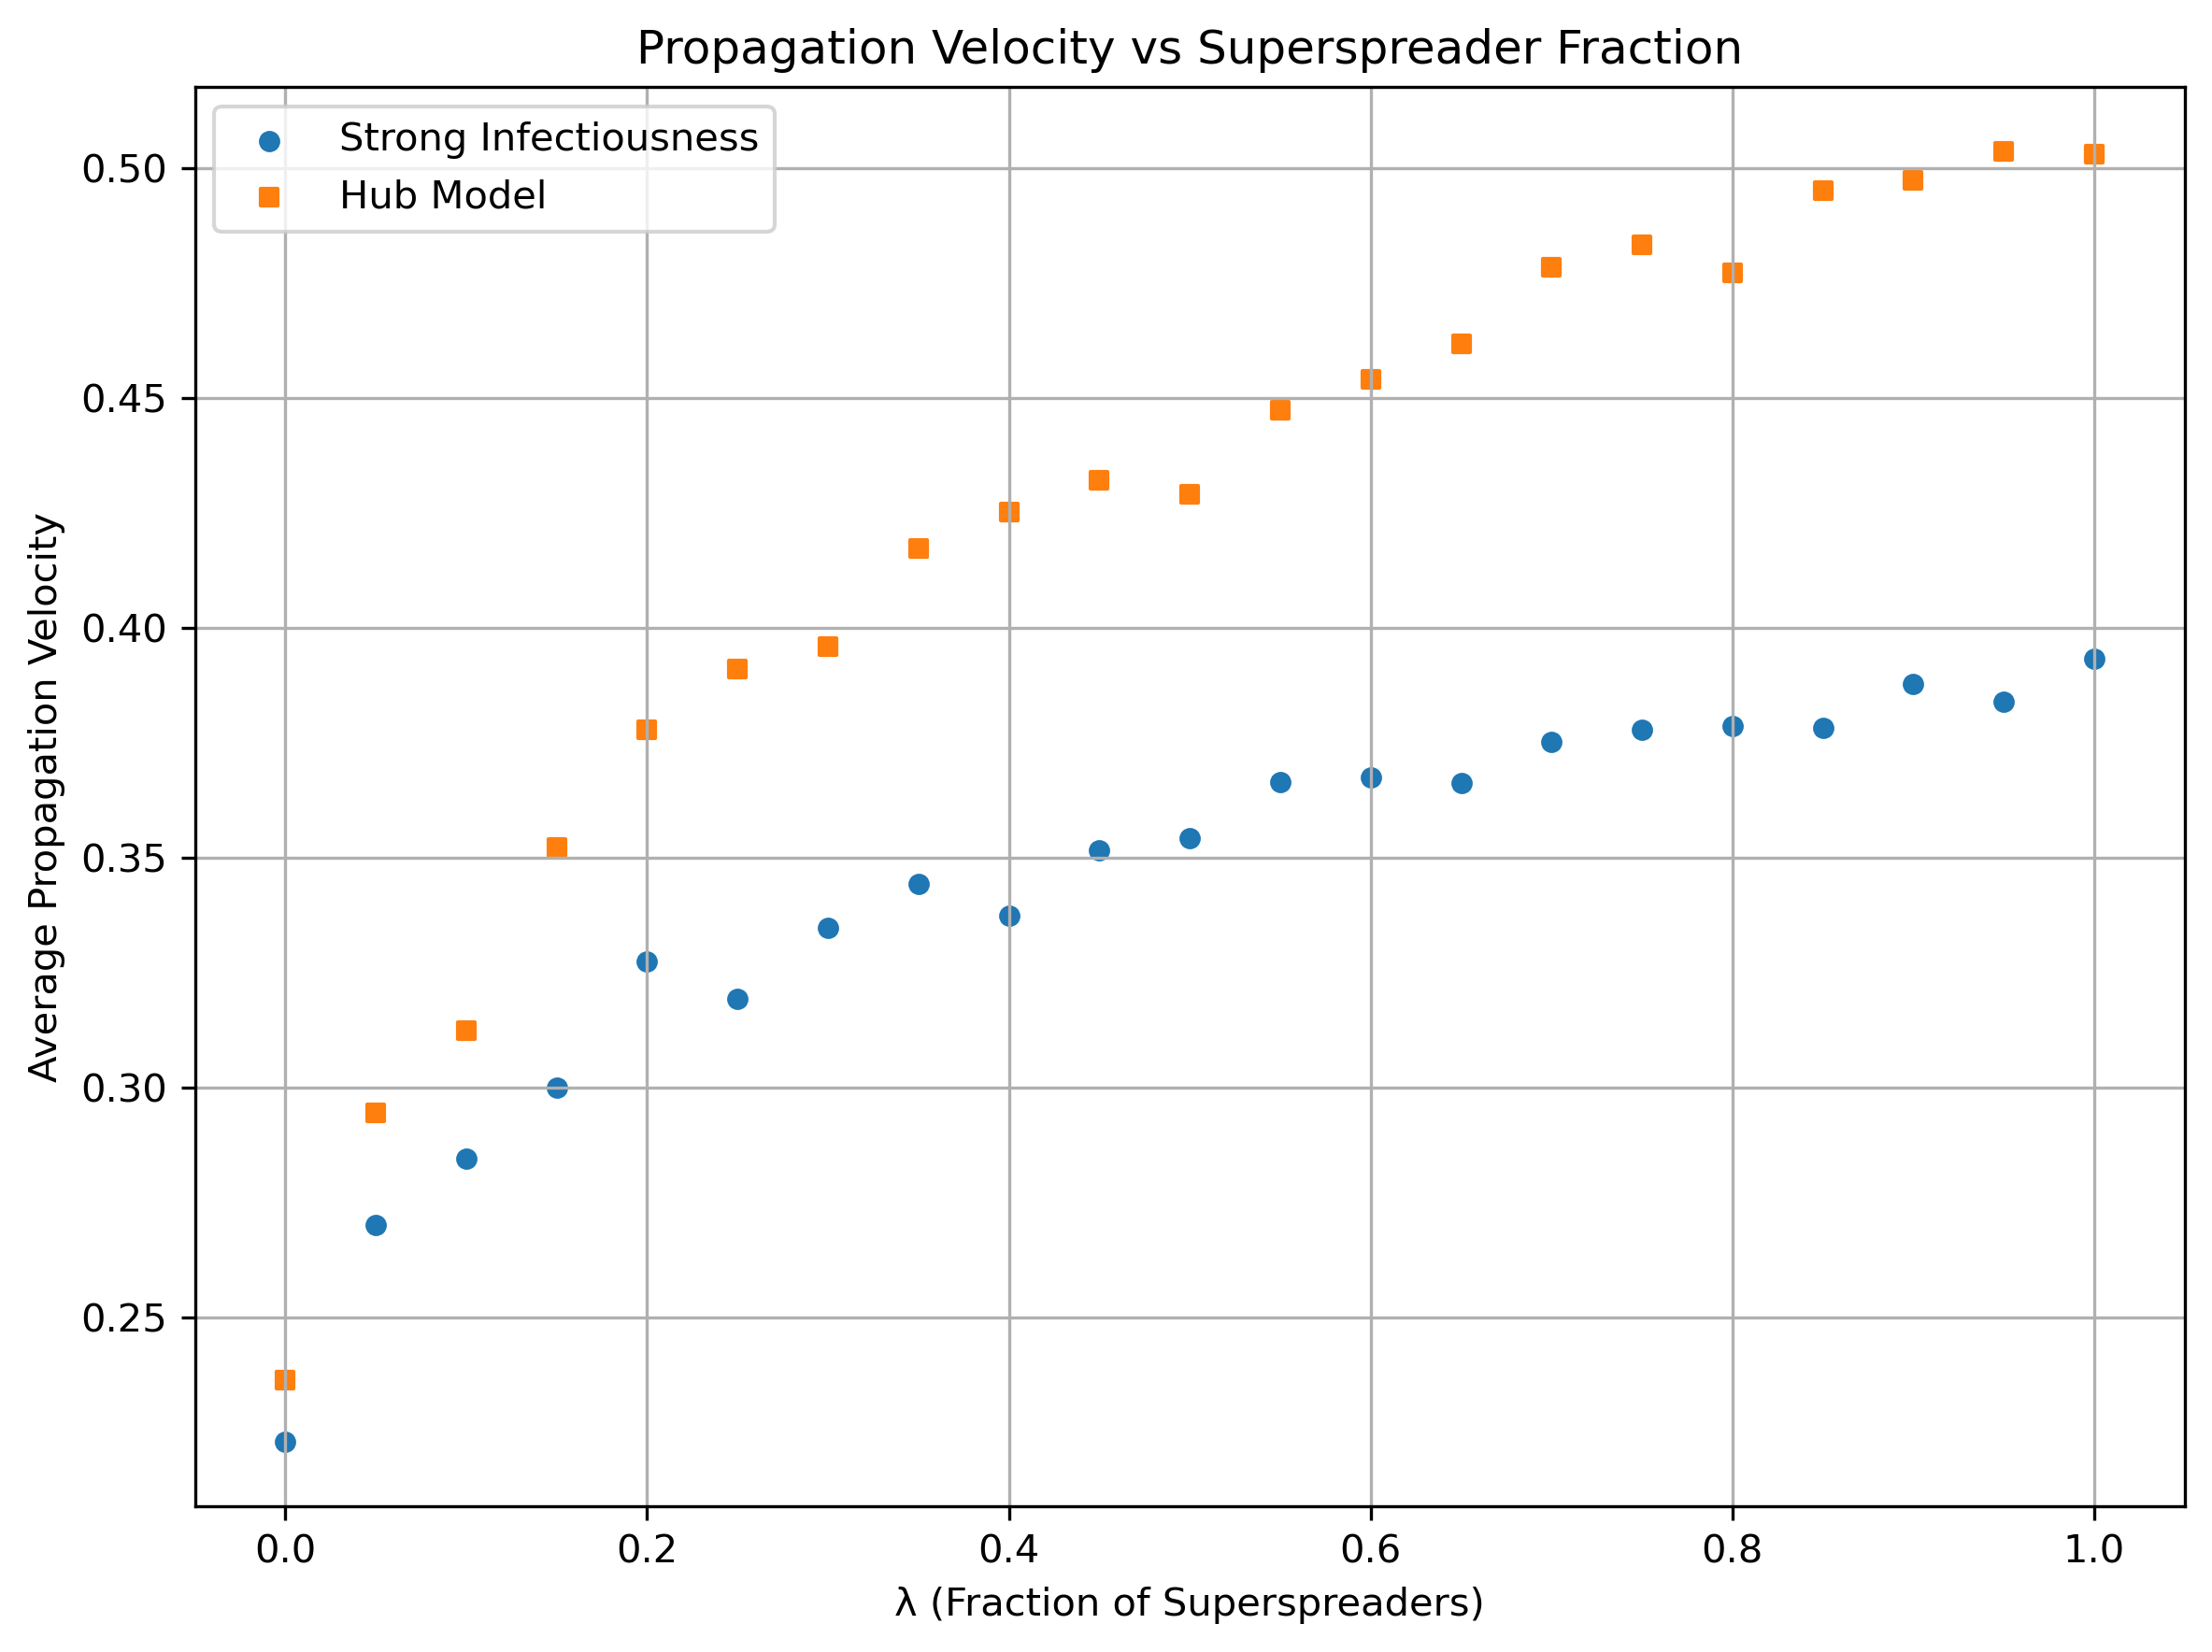 Propagation Velocity vs Superspreader Fraction
Strong Infectiousness
Hub Model
Average Propagation Velocity
0.50
0.45
0.40
0.35
0.30
0.25
0.0 0.2 0.4 0.6 0.8 1.0
λ (Fraction of Superspreaders)